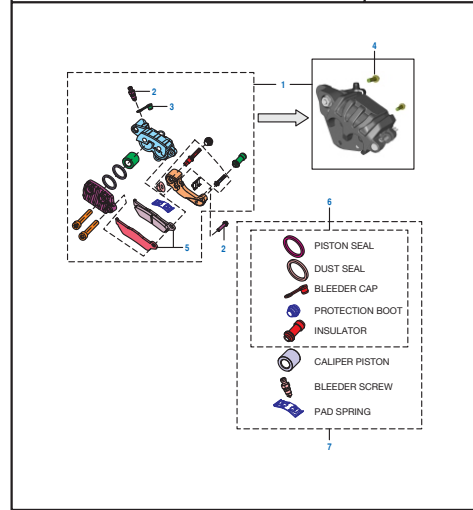 4
2
1
3
5
2
6
PISTON SEAL
DUST SEAL
BLEEDER CAP
PROTECTION BOOT
INSULATOR
CALIPER PISTON
BLEEDER SCREW
PAD SPRING
7